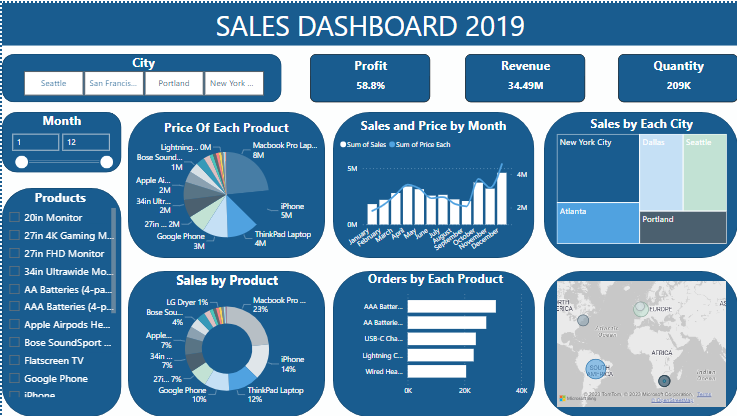 SALES DASHBOARD 2019
City
Seattle
San Francis...
Portland
New York ...
Profit
58.8%
Revenue
34.49M
Quantity
209K
Month
1
12
Products
20in Monitor
27in 4K Gaming M...
27in FHD Monitor
34in Ultrawide Mo...
AA Batteries (4-pa...
AAA Batteries (4-p...
Apple Airpods He...
Bose SoundSport ...
Flatscreen TV
Google Phone
iPhone
Price Of Each Product
Lightning... 0M
Macbook Pro Lap...
8M
Bose Soun...
1M
Apple Ai...
2M
34in Ultr...
2M
27in ... 2M
Google Phone
3M
iPhone
5M
ThinkPad Laptop
4M
Sales and Price by Month
Sum of Sales
Sum of Price Each
5M
0M
4M
2M
January
February
March
April
May
June
July
August
September
October
November
December
Sales by Each City
New York City
Dallas
Seattle
Atlanta
Portland
Sales by Product
LG Dryer 1%
Macbook Pro ...
23%
Bose Sou...
4%
Apple...
7%
34in ...
7%
27i... 7%
Google Phone
10%
iPhone
14%
ThinkPad Laptop
12%
Orders by Each Product
AAA Batter...
AA Batterie...
USB-C Cha...
Lightning C...
Wired Hea...
0K
20K
40K
ERICA
EUROPE
AS
Atlantic
Ocean
AFRICA
SOUTH
AMERICA
Indian
Ocean
Microsoft Bing
© 2023 TomTom, © 2023 Microsoft Corporation, Terms
© OpenStreetMap